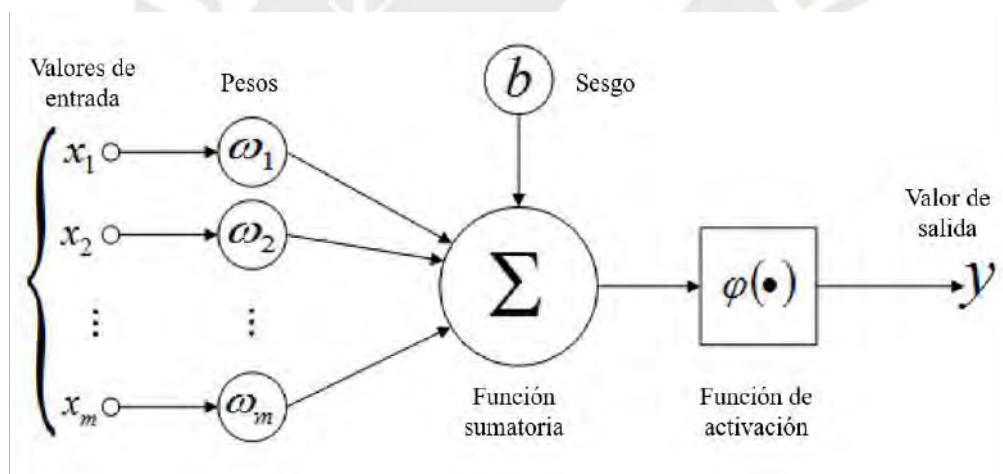 Valores de
entrada
Pesos
b
Sesgo
x₁
ω₁
x₂
ω₂
Σ
φ(•)
Valor de
salida
y
⋮
⋮
xₘ
ωₘ
Función
sumatoria
Función de
activación